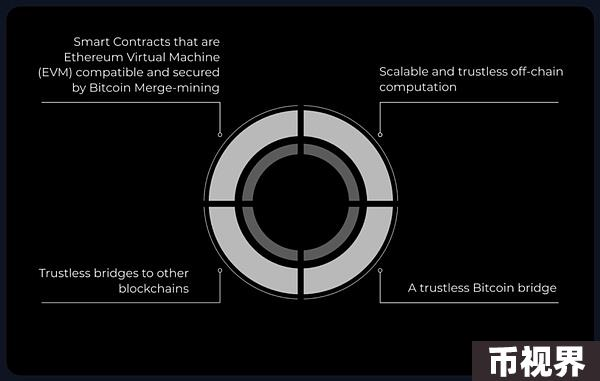 Smart Contracts that are
Ethereum Virtual Machine
(EVM) compatible and secured
by Bitcoin Merge-mining
Scalable and trustless off-chain
computation
Trustless bridges to other
blockchains
A trustless Bitcoin bridge
币视界